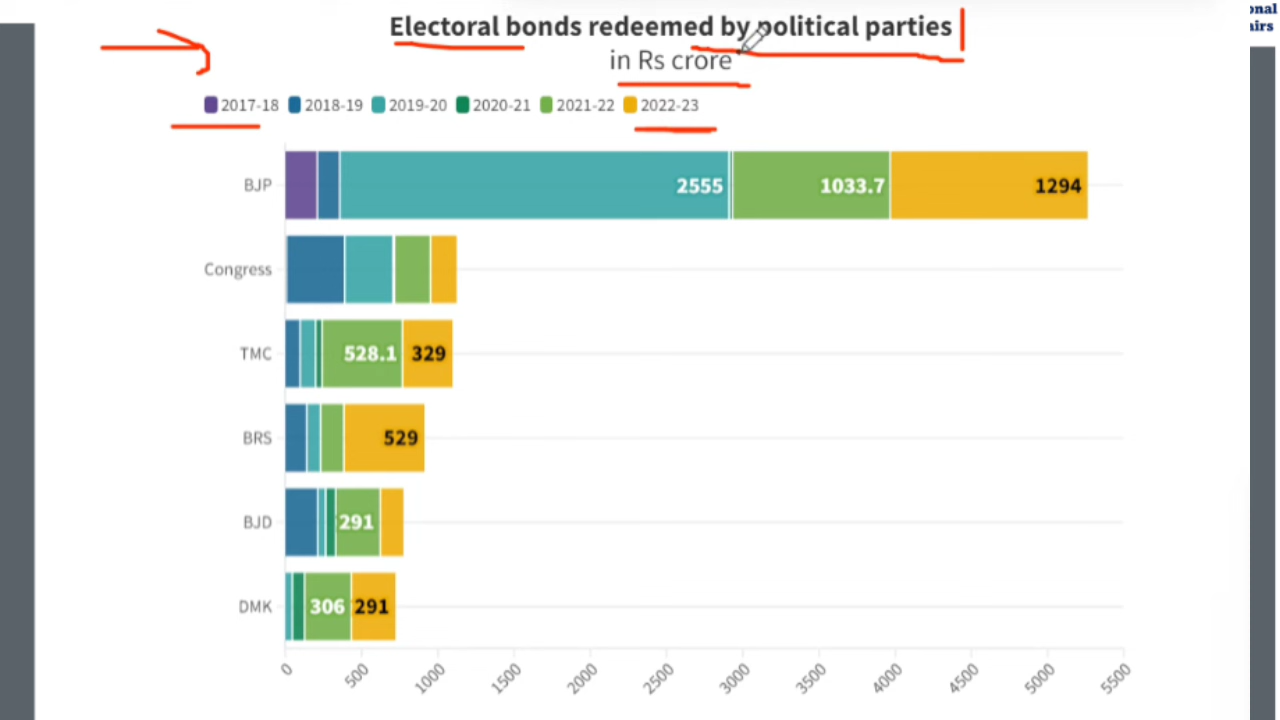 Electoral bonds redeemed by political parties
in Rs crore
2017-18 2018-19 2019-20 2020-21 2021-22 2022-23
BJP 2555 1033.7 1294
Congress
TMC 528.1 329
BRS 529
BJD 291
DMK 306 291
0 500 1000 1500 2000 2500 3000 3500 4000 4500 5000 5500